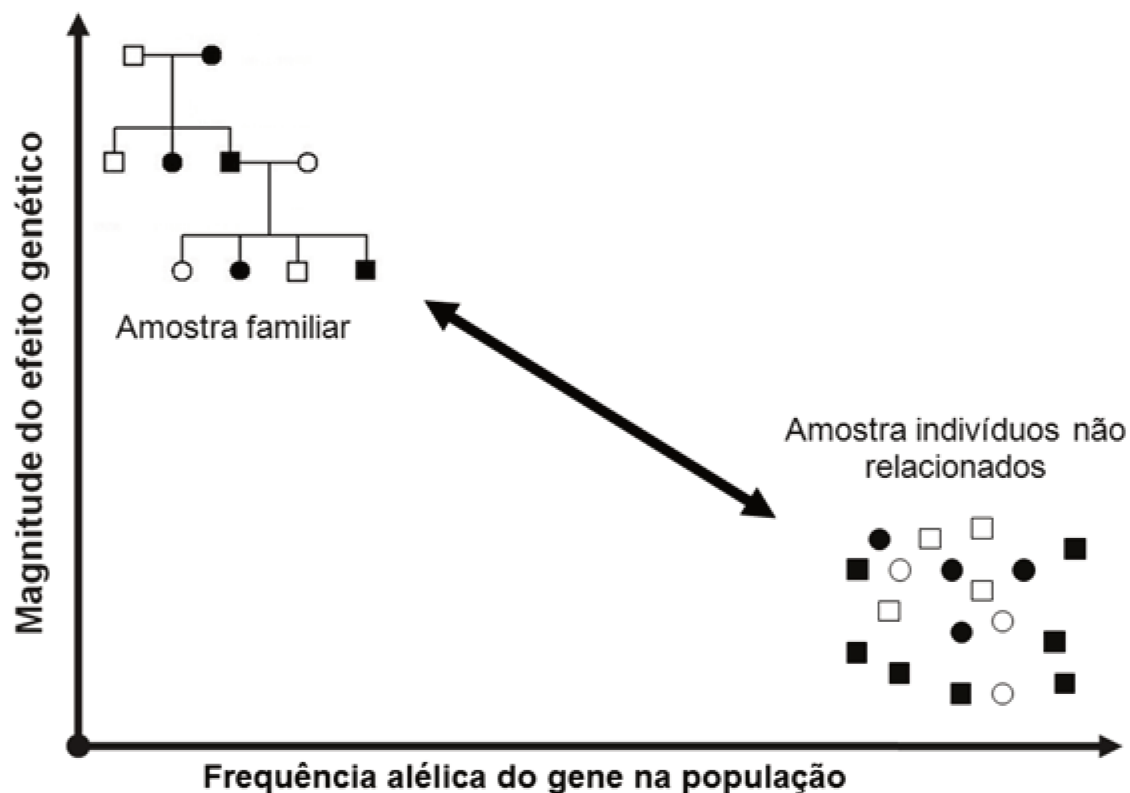 Magnitude do efeito genético
Amostra familiar
Amostra indivíduos não
relacionados
Frequência alélica do gene na população